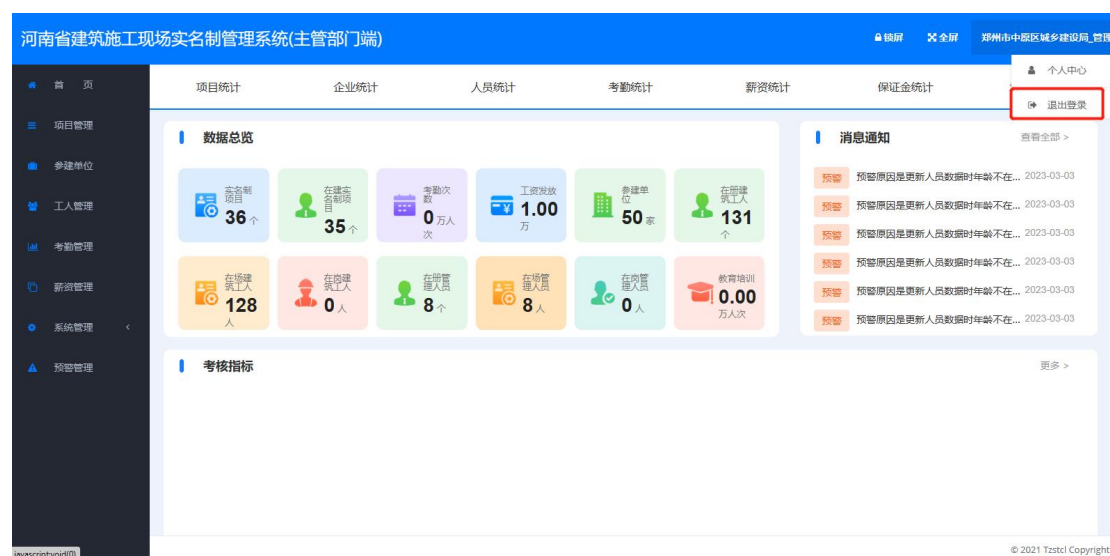 河南省建筑施工现场实名制管理系统(主管部门端)
锁屏
全屏
郑州市中原区城乡建设局_管理
个人中心
退出登录
首 页
项目管理
参建单位
工人管理
考勤管理
薪资管理
系统管理
预警管理
项目统计
企业统计
人员统计
考勤统计
薪资统计
保证金统计
数据总览
实名制
项目
36 个
在建实
名制项
目
35 个
考勤次
数
0 万人
次
工资发放
1.00
万
参建单
位
50 家
在册建
筑工人
131
个
在场建
筑工人
128
人
在岗建
筑工人
0 人
在册管
理人员
8 个
在场管
理人员
8 人
在岗管
理人员
0 人
教育培训
0.00
万人次
消息通知
查看全部 >
预警 预警原因是更新人员数据时年龄不在... 2023-03-03
预警 预警原因是更新人员数据时年龄不在... 2023-03-03
预警 预警原因是更新人员数据时年龄不在... 2023-03-03
预警 预警原因是更新人员数据时年龄不在... 2023-03-03
预警 预警原因是更新人员数据时年龄不在... 2023-03-03
预警 预警原因是更新人员数据时年龄不在... 2023-03-03
考核指标
更多 >
javascript:void(0)
© 2021 Tzstcl Copyright